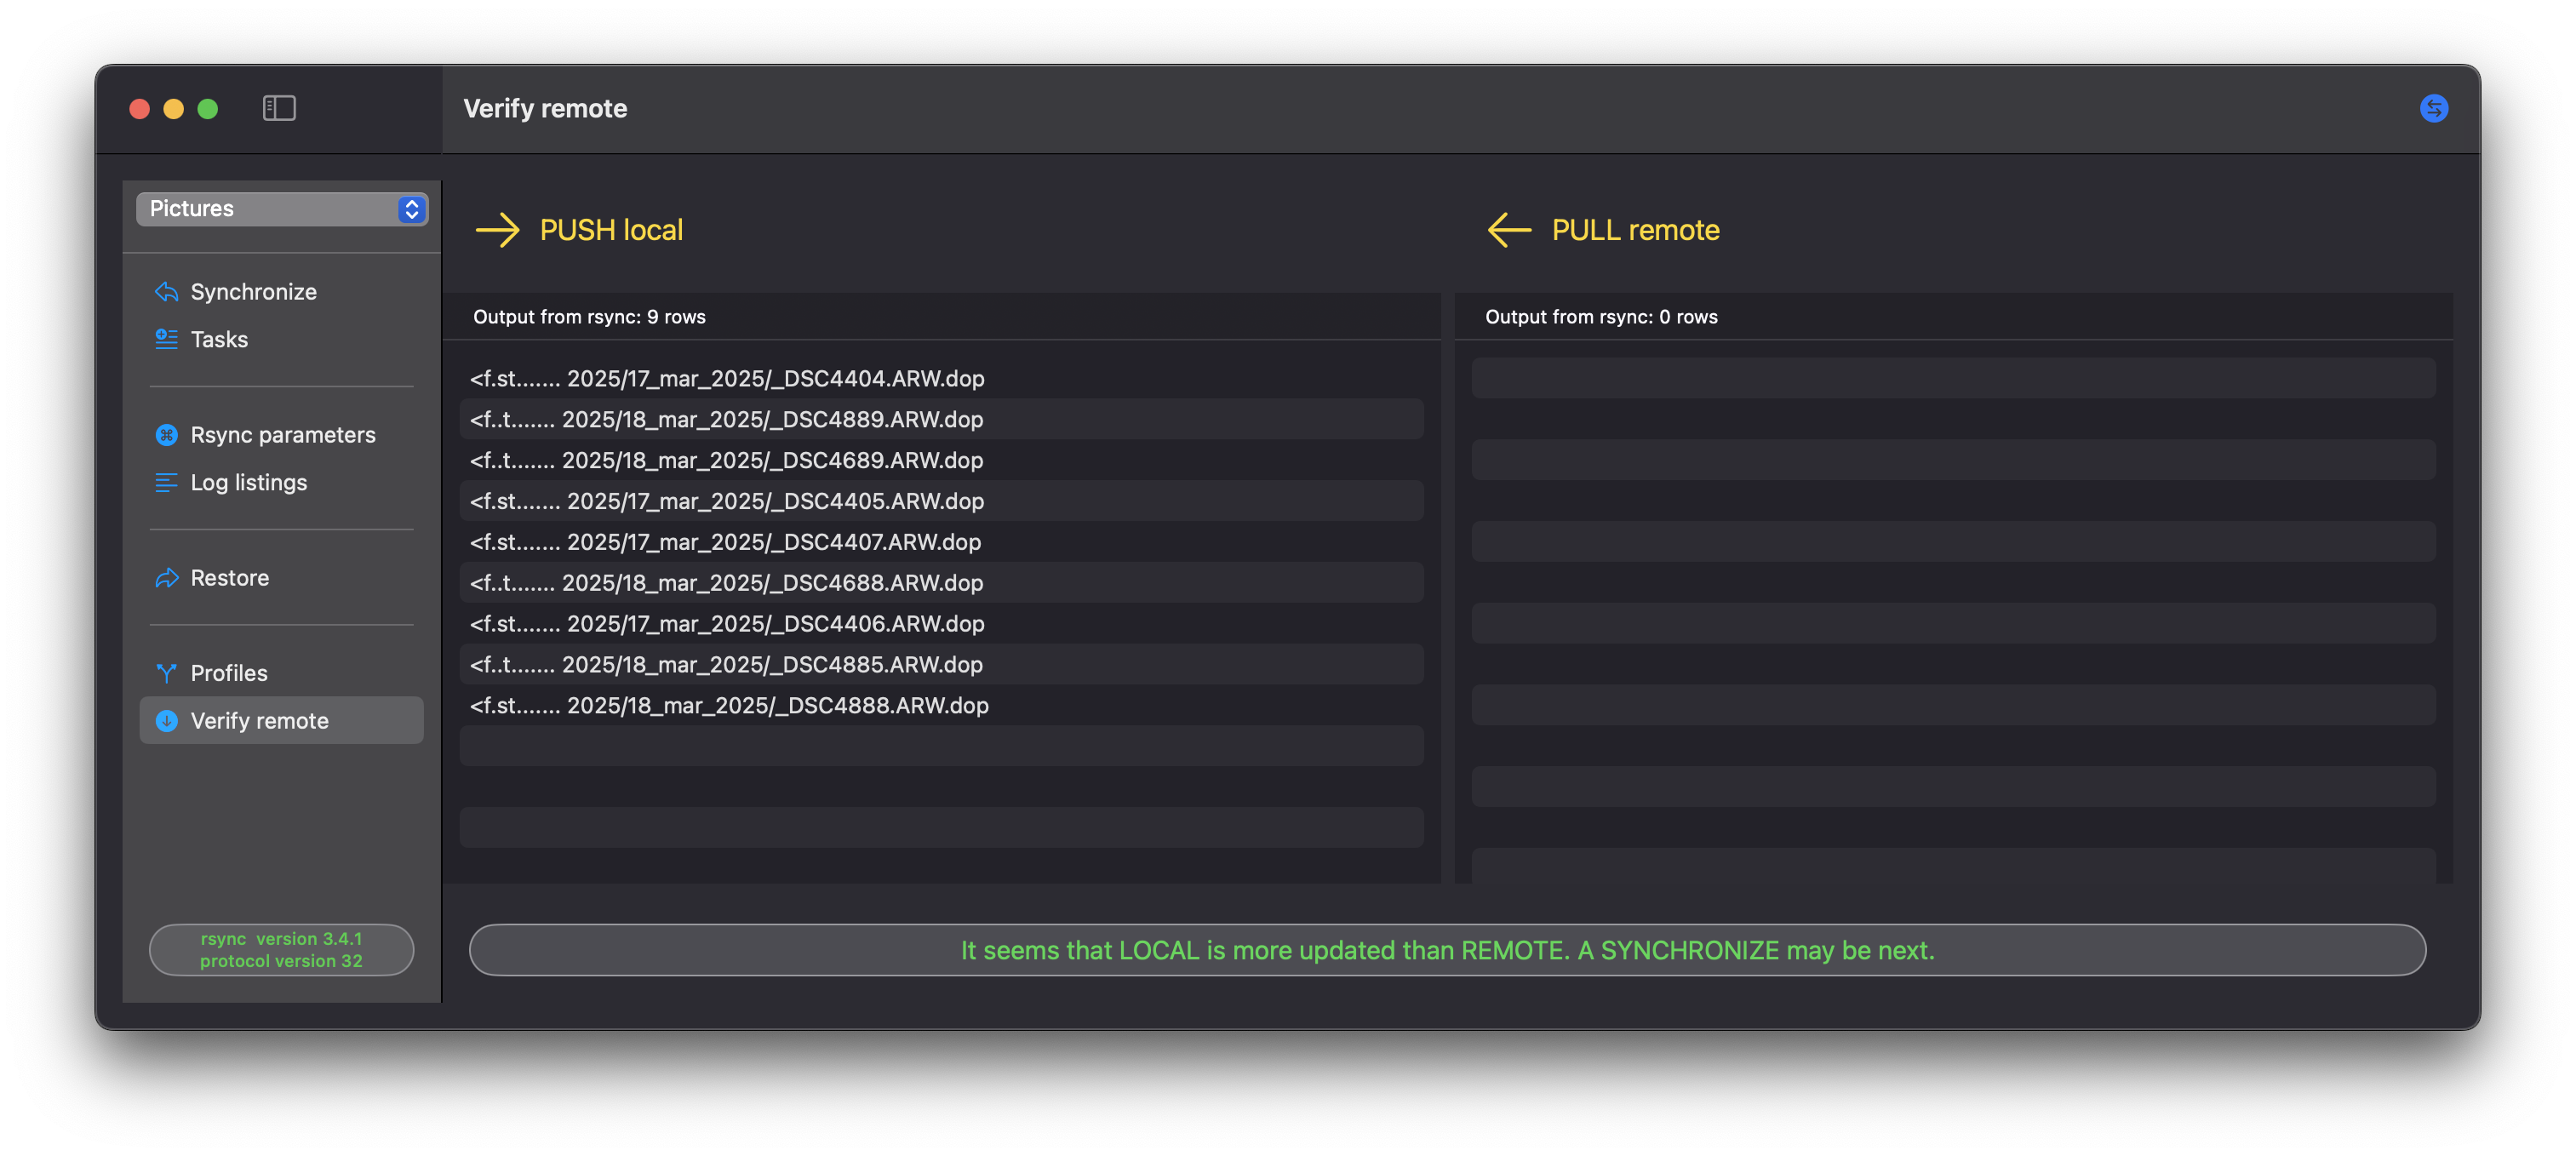 Verify remote
Pictures
Synchronize
Tasks
Rsync parameters
Log listings
Restore
Profiles
Verify remote
rsync  version 3.4.1
protocol version 32
PUSH local
Output from rsync: 9 rows
<f.st....... 2025/17_mar_2025/_DSC4404.ARW.dop
<f..t....... 2025/18_mar_2025/_DSC4889.ARW.dop
<f..t....... 2025/18_mar_2025/_DSC4689.ARW.dop
<f.st....... 2025/17_mar_2025/_DSC4405.ARW.dop
<f.st....... 2025/17_mar_2025/_DSC4407.ARW.dop
<f..t....... 2025/18_mar_2025/_DSC4688.ARW.dop
<f.st....... 2025/17_mar_2025/_DSC4406.ARW.dop
<f..t....... 2025/18_mar_2025/_DSC4885.ARW.dop
<f.st....... 2025/18_mar_2025/_DSC4888.ARW.dop
PULL remote
Output from rsync: 0 rows
It seems that LOCAL is more updated than REMOTE. A SYNCHRONIZE may be next.